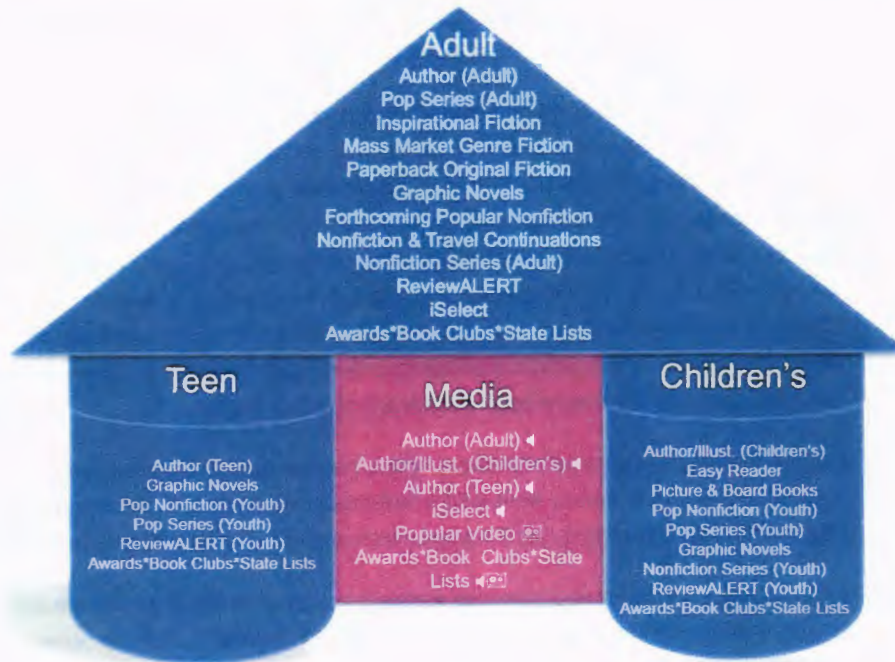 Adult
Author (Adult)
Pop Series (Adult)
Inspirational Fiction
Mass Market Genre Fiction
Paperback Original Fiction
Graphic Novels
Forthcoming Popular Nonfiction
Nonfiction & Travel Continuations
Nonfiction Series (Adult)
ReviewALERT
iSelect
Awards*Book Clubs*State Lists
Teen
Author (Teen)
Graphic Novels
Pop Nonfiction (Youth)
Pop Series (Youth)
ReviewALERT (Youth)
Awards*Book Clubs*State Lists
Media
Author (Adult)
Author/Illust. (Children's)
Author (Teen)
iSelect
Popular Video
Awards*Book Clubs*State
Lists
Children's
Author/Illust. (Children's)
Easy Reader
Picture & Board Books
Pop Nonfiction (Youth)
Pop Series (Youth)
Graphic Novels
Nonfiction Series (Youth)
ReviewALERT (Youth)
Awards*Book Clubs*State Lists